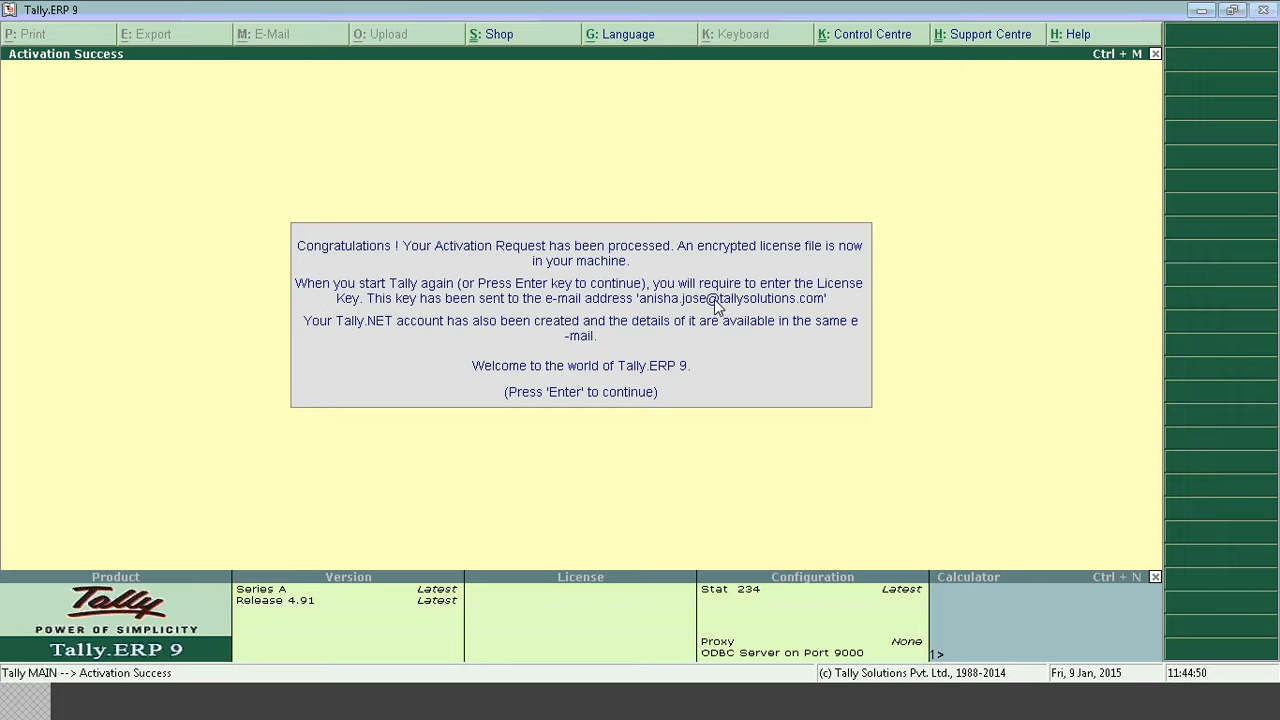 Tally.ERP 9
P: Print E: Export M: E-Mail O: Upload S: Shop G: Language K: Keyboard K: Control Centre H: Support Centre H: Help
Activation Success Ctrl + M
Congratulations ! Your Activation Request has been processed. An encrypted license file is now
in your machine.
When you start Tally again (or Press Enter key to continue), you will require to enter the License
Key. This key has been sent to the e-mail address 'anisha.jose@tallysolutions.com'
Your Tally.NET account has also been created and the details of it are available in the same e
-mail.
Welcome to the world of Tally.ERP 9.
(Press 'Enter' to continue)
Product Version License Configuration Calculator Ctrl + N
Tally
POWER OF SIMPLICITY
Tally.ERP 9
Series A Latest
Release 4.91 Latest
Stat 234 Latest
Proxy None
ODBC Server on Port 9000
1>
Tally MAIN --> Activation Success (c) Tally Solutions Pvt. Ltd., 1988-2014 Fri, 9 Jan, 2015 11:44:50